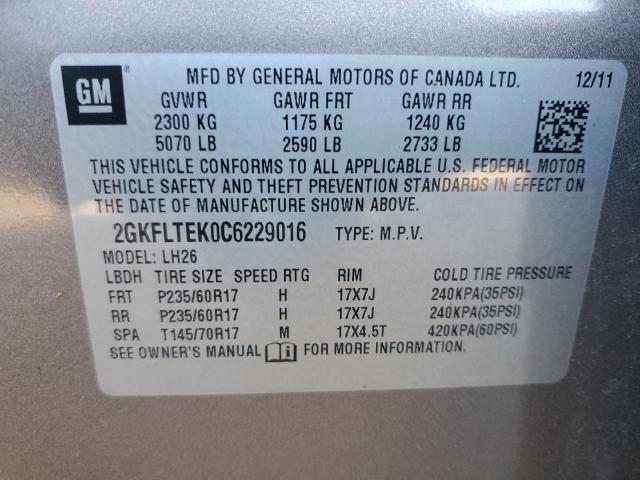 GM ® MFD BY GENERAL MOTORS OF CANADA LTD. 12/11
GVWR GAWR FRT GAWR RR
2300 KG 1175 KG 1240 KG
5070 LB 2590 LB 2733 LB
THIS VEHICLE CONFORMS TO ALL APPLICABLE U.S. FEDERAL MOTOR
VEHICLE SAFETY AND THEFT PREVENTION STANDARDS IN EFFECT ON
THE DATE OF MANUFACTURE SHOWN ABOVE.
2GKFLTEK0C6229016 TYPE: M.P.V.
MODEL: LH26
LBDH TIRE SIZE SPEED RTG RIM COLD TIRE PRESSURE
FRT P235/60R17 H 17X7J 240KPA(35PSI)
RR P235/60R17 H 17X7J 240KPA(35PSI)
SPA T145/70R17 M 17X4.5T 420KPA(60PSI)
SEE OWNER'S MANUAL FOR MORE INFORMATION.